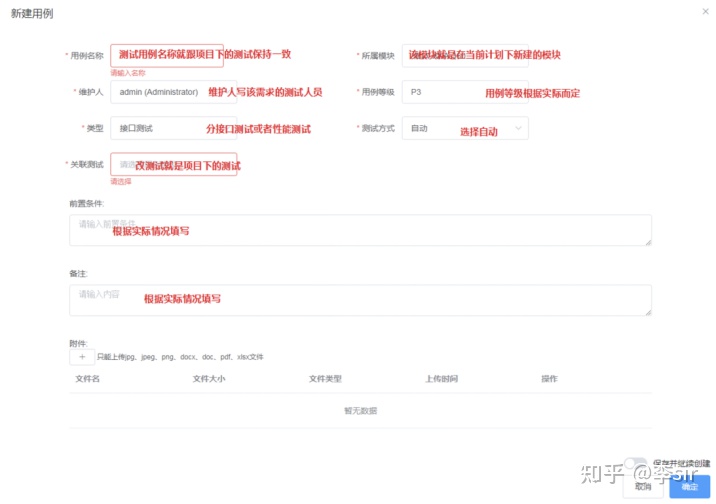 新建用例
* 用例名称 测试用例名称就跟项目下的测试保持一致
请输入名称
* 所属模块 该模块就是在当前计划下新建的模块
* 维护人 admin (Administrator) 维护人写该需求的测试人员
* 用例等级 P3 用例等级根据实际而定
* 类型 接口测试 分接口测试或者性能测试
* 测试方式 自动 选择自动
* 关联测试 改测试就是项目下的测试
请选择
前置条件:
请输入前置条件
根据实际情况填写
备注:
请输入内容
根据实际情况填写
附件:
+ 只能上传jpg、jpeg、png、docx、doc、pdf、xlsx文件
文件名 文件大小 文件类型 上传时间 操作
暂无数据
保存并继续创建
知乎 @李sir
取消 确定